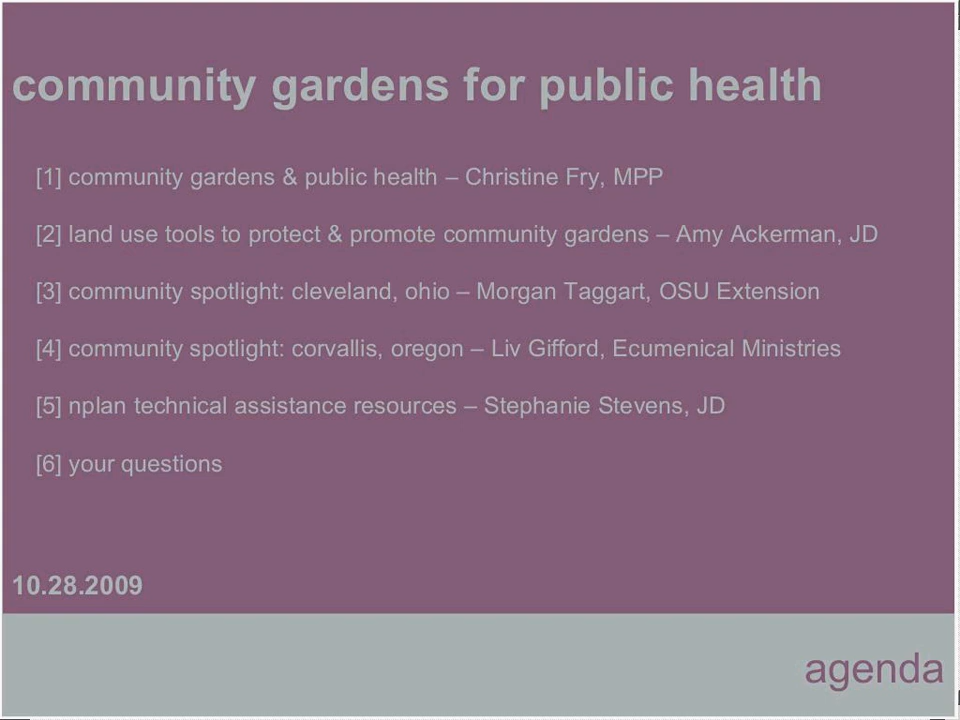 community gardens for public health
[1] community gardens & public health – Christine Fry, MPP
[2] land use tools to protect & promote community gardens – Amy Ackerman, JD
[3] community spotlight: cleveland, ohio – Morgan Taggart, OSU Extension
[4] community spotlight: corvallis, oregon – Liv Gifford, Ecumenical Ministries
[5] nplan technical assistance resources – Stephanie Stevens, JD
[6] your questions
10.28.2009
agenda